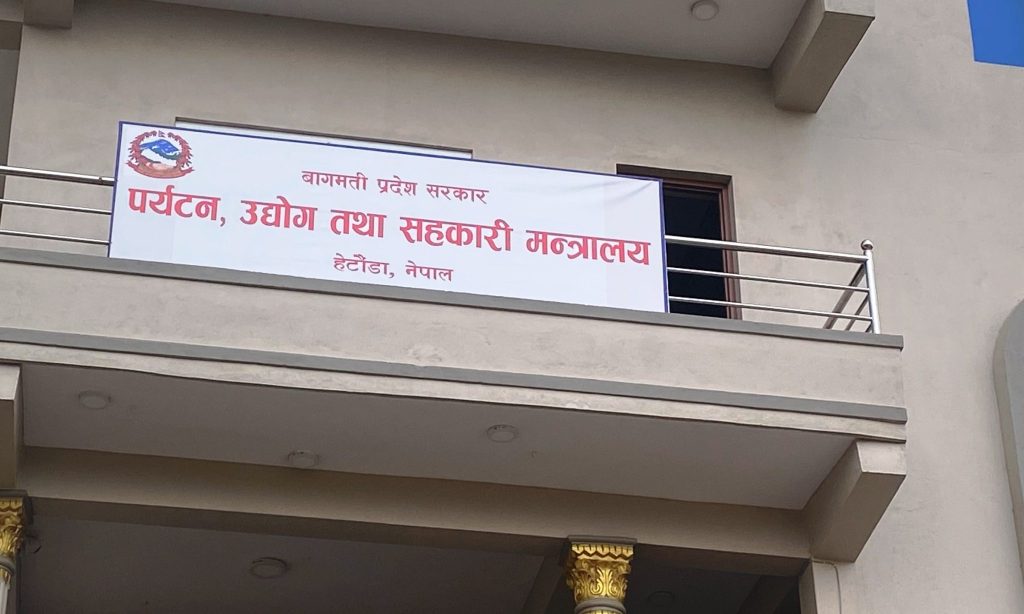 बागमती प्रदेश सरकार
पर्यटन, उद्योग तथा सहकारी मन्त्रालय
हेटौंडा, नेपाल